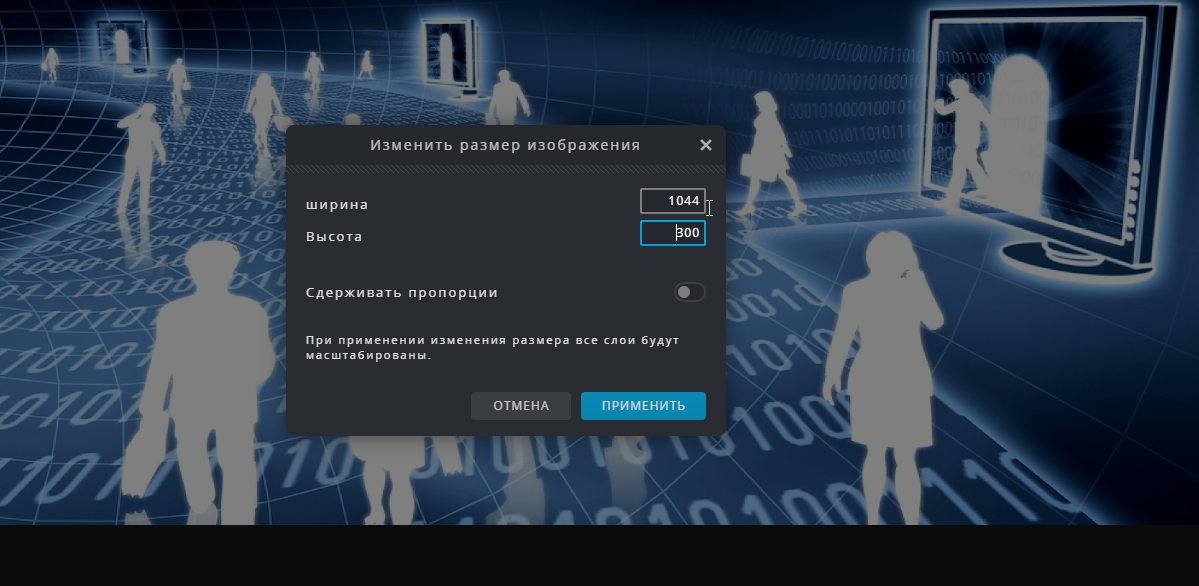 Изменить размер изображения
ширина 1044
Высота 300
Сдерживать пропорции
При применении изменения размера все слои будут
масштабированы.
ОТМЕНА ПРИМЕНИТЬ